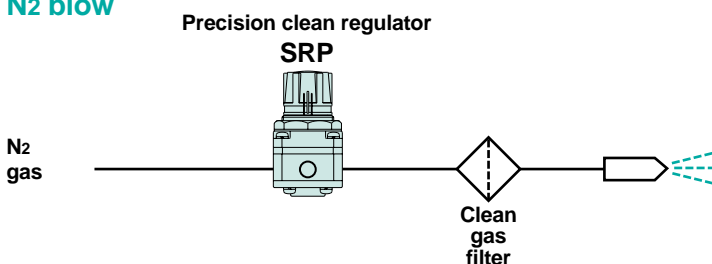 N2 blow
Precision clean regulator
SRP
N2
gas
Clean
gas
filter